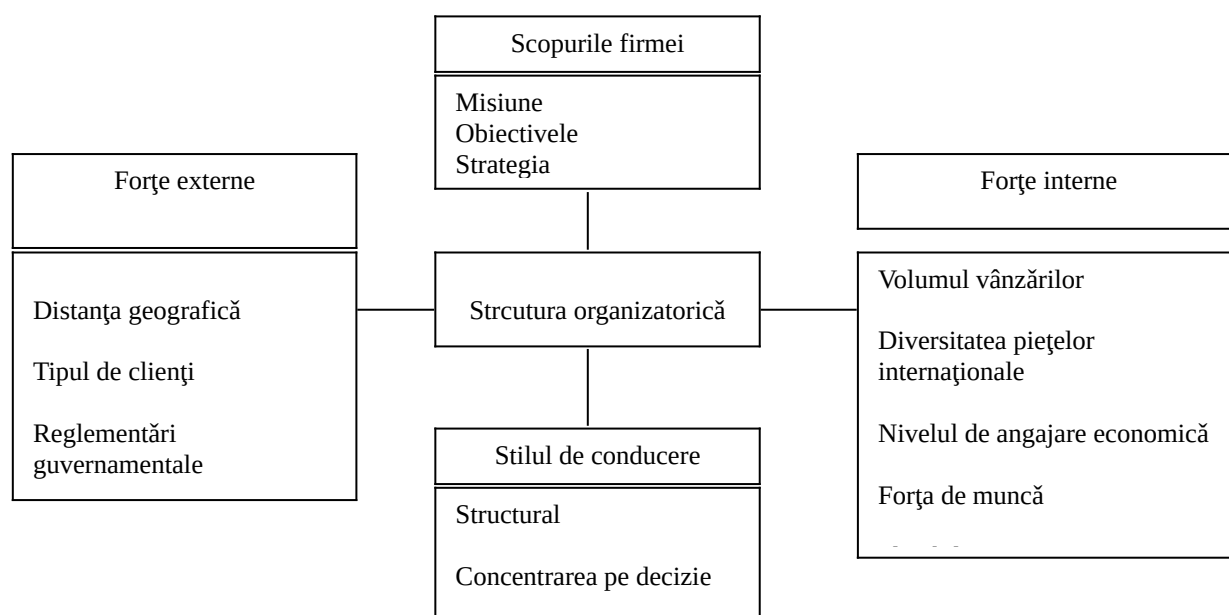 Scopurile firmei
Misiune
Obiectivele
Strategia
Forţe externe
Distanţa geografică
Tipul de clienţi
Reglementări
guvernamentale
Strcutura organizatorică
Forţe interne
Volumul vânzărilor
Diversitatea pieţelor
internaţionale
Nivelul de angajare economică
Forţa de muncă
Stilul de conducere
Structural
Concentrarea pe decizie